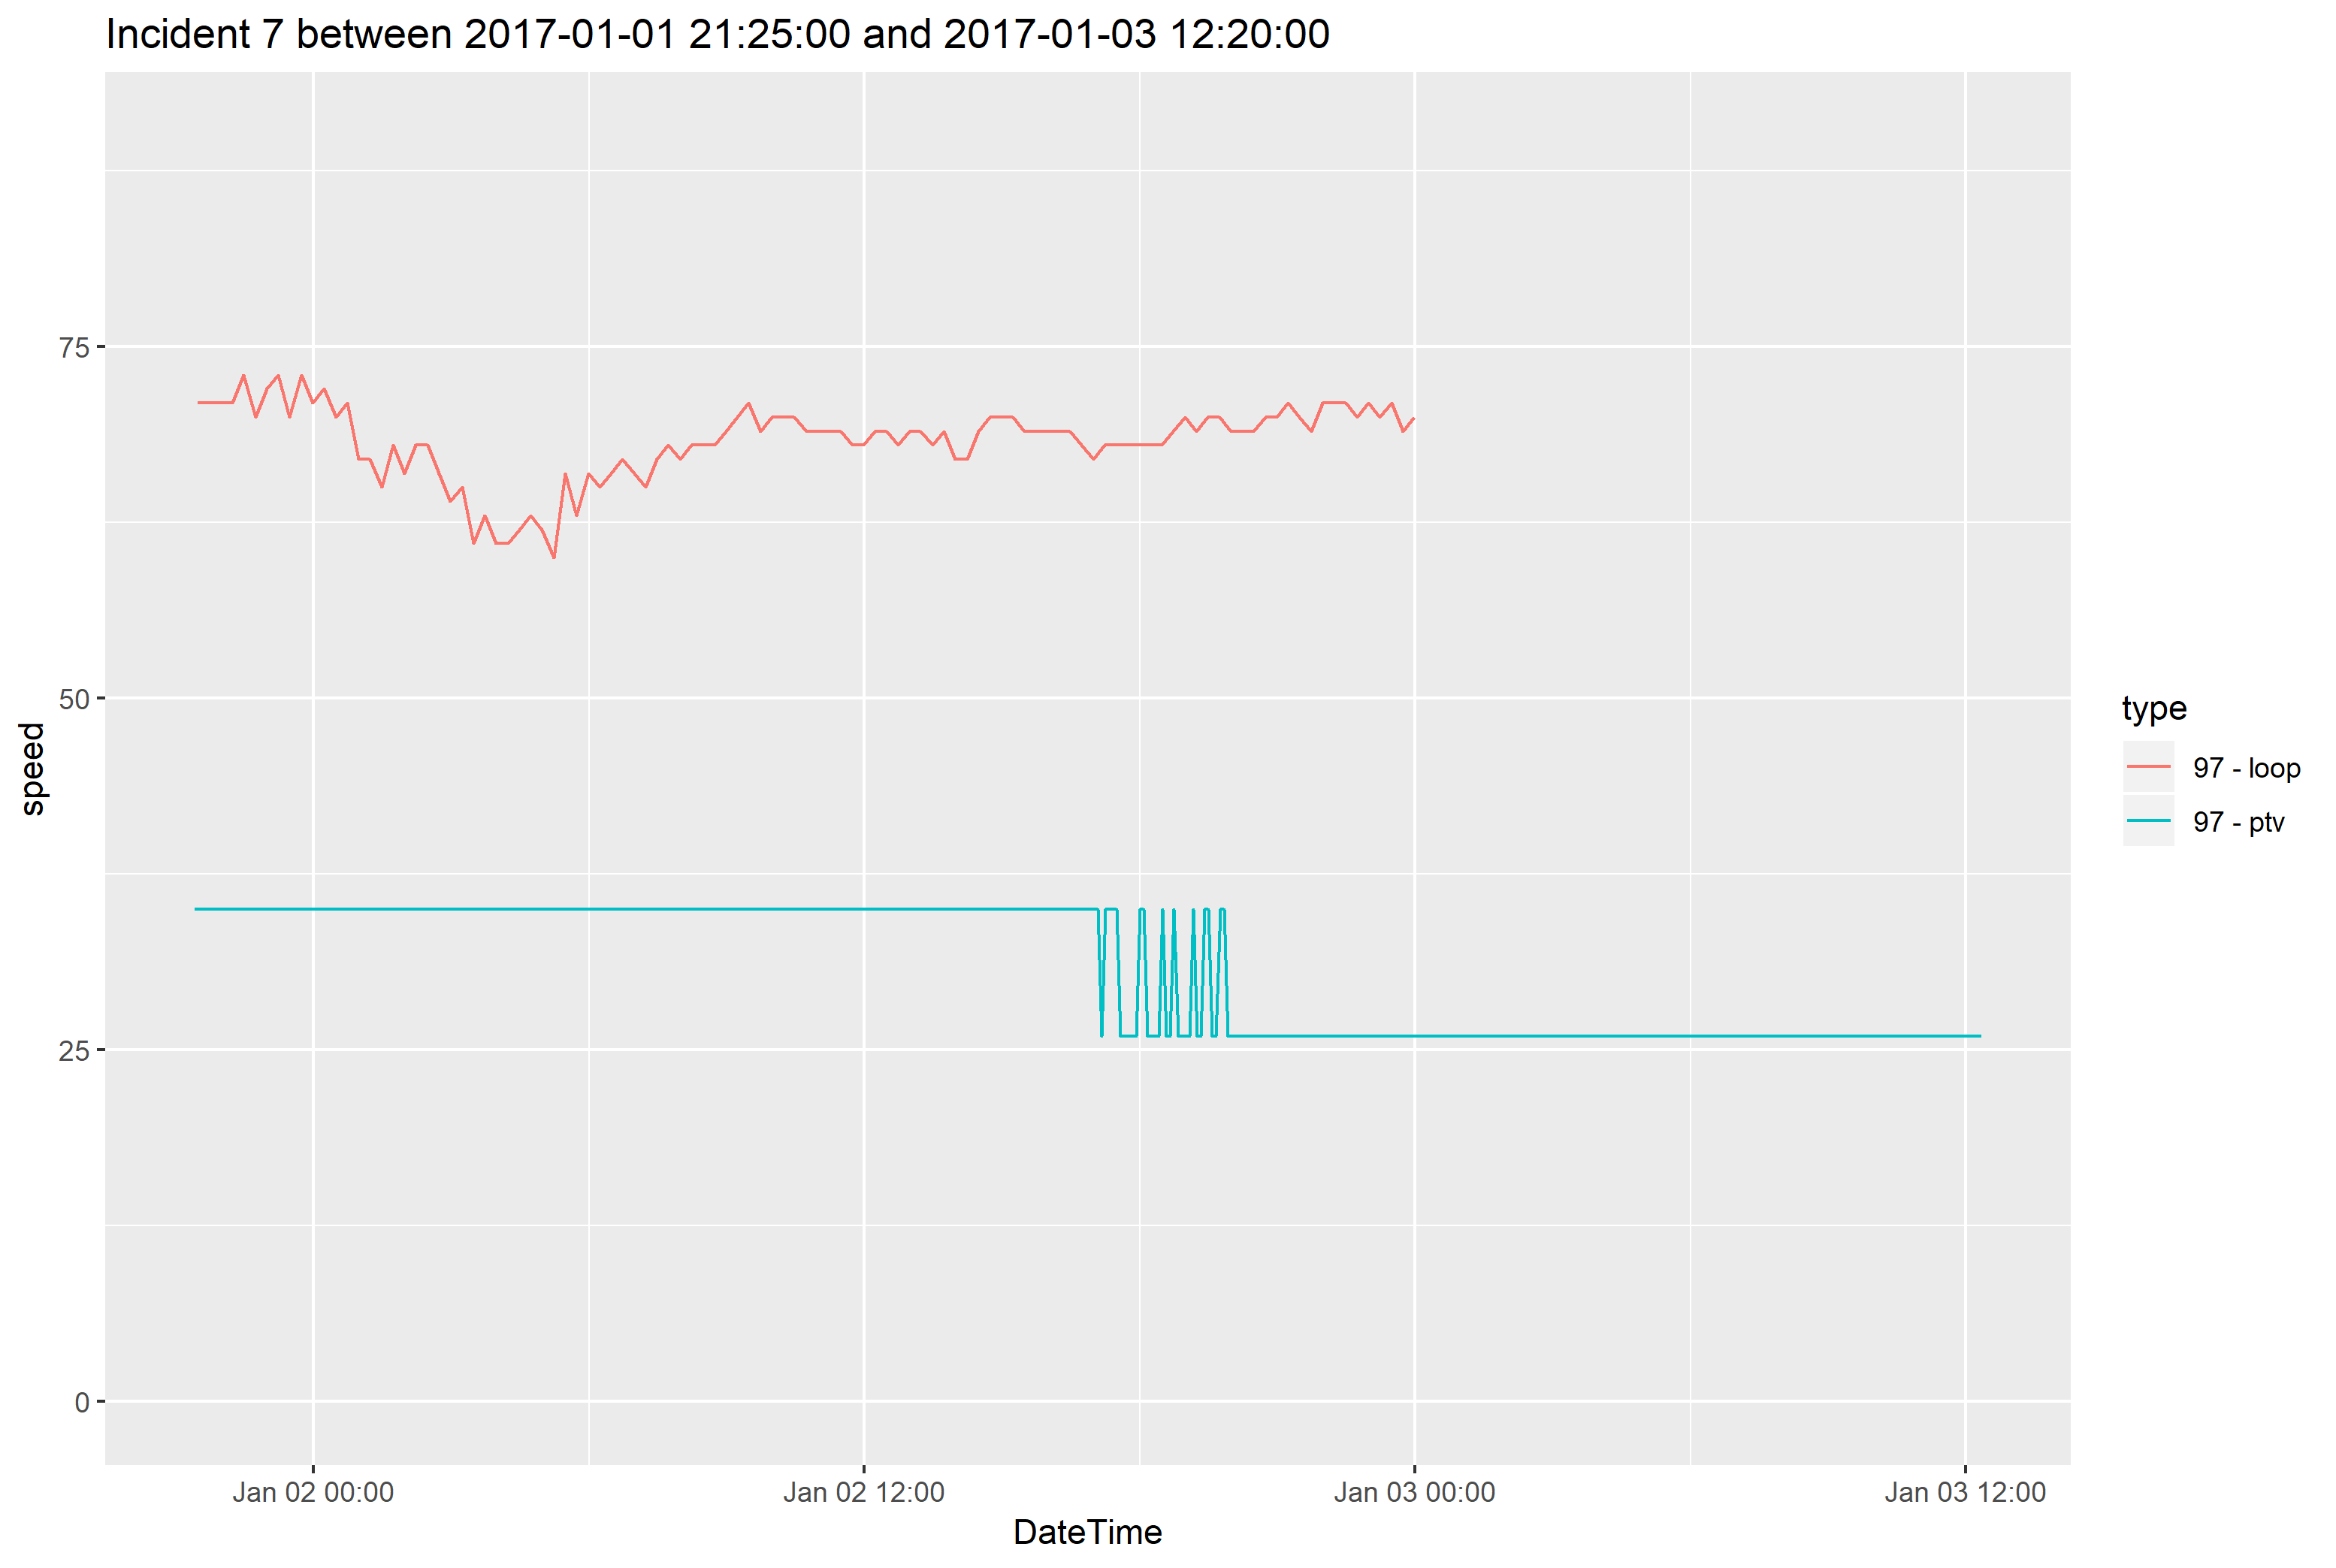 Incident 7 between 2017-01-01 21:25:00 and 2017-01-03 12:20:00
75
50
25
0
speed
Jan 02 00:00
Jan 02 12:00
Jan 03 00:00
Jan 03 12:00
DateTime
type
97 - loop
97 - ptv